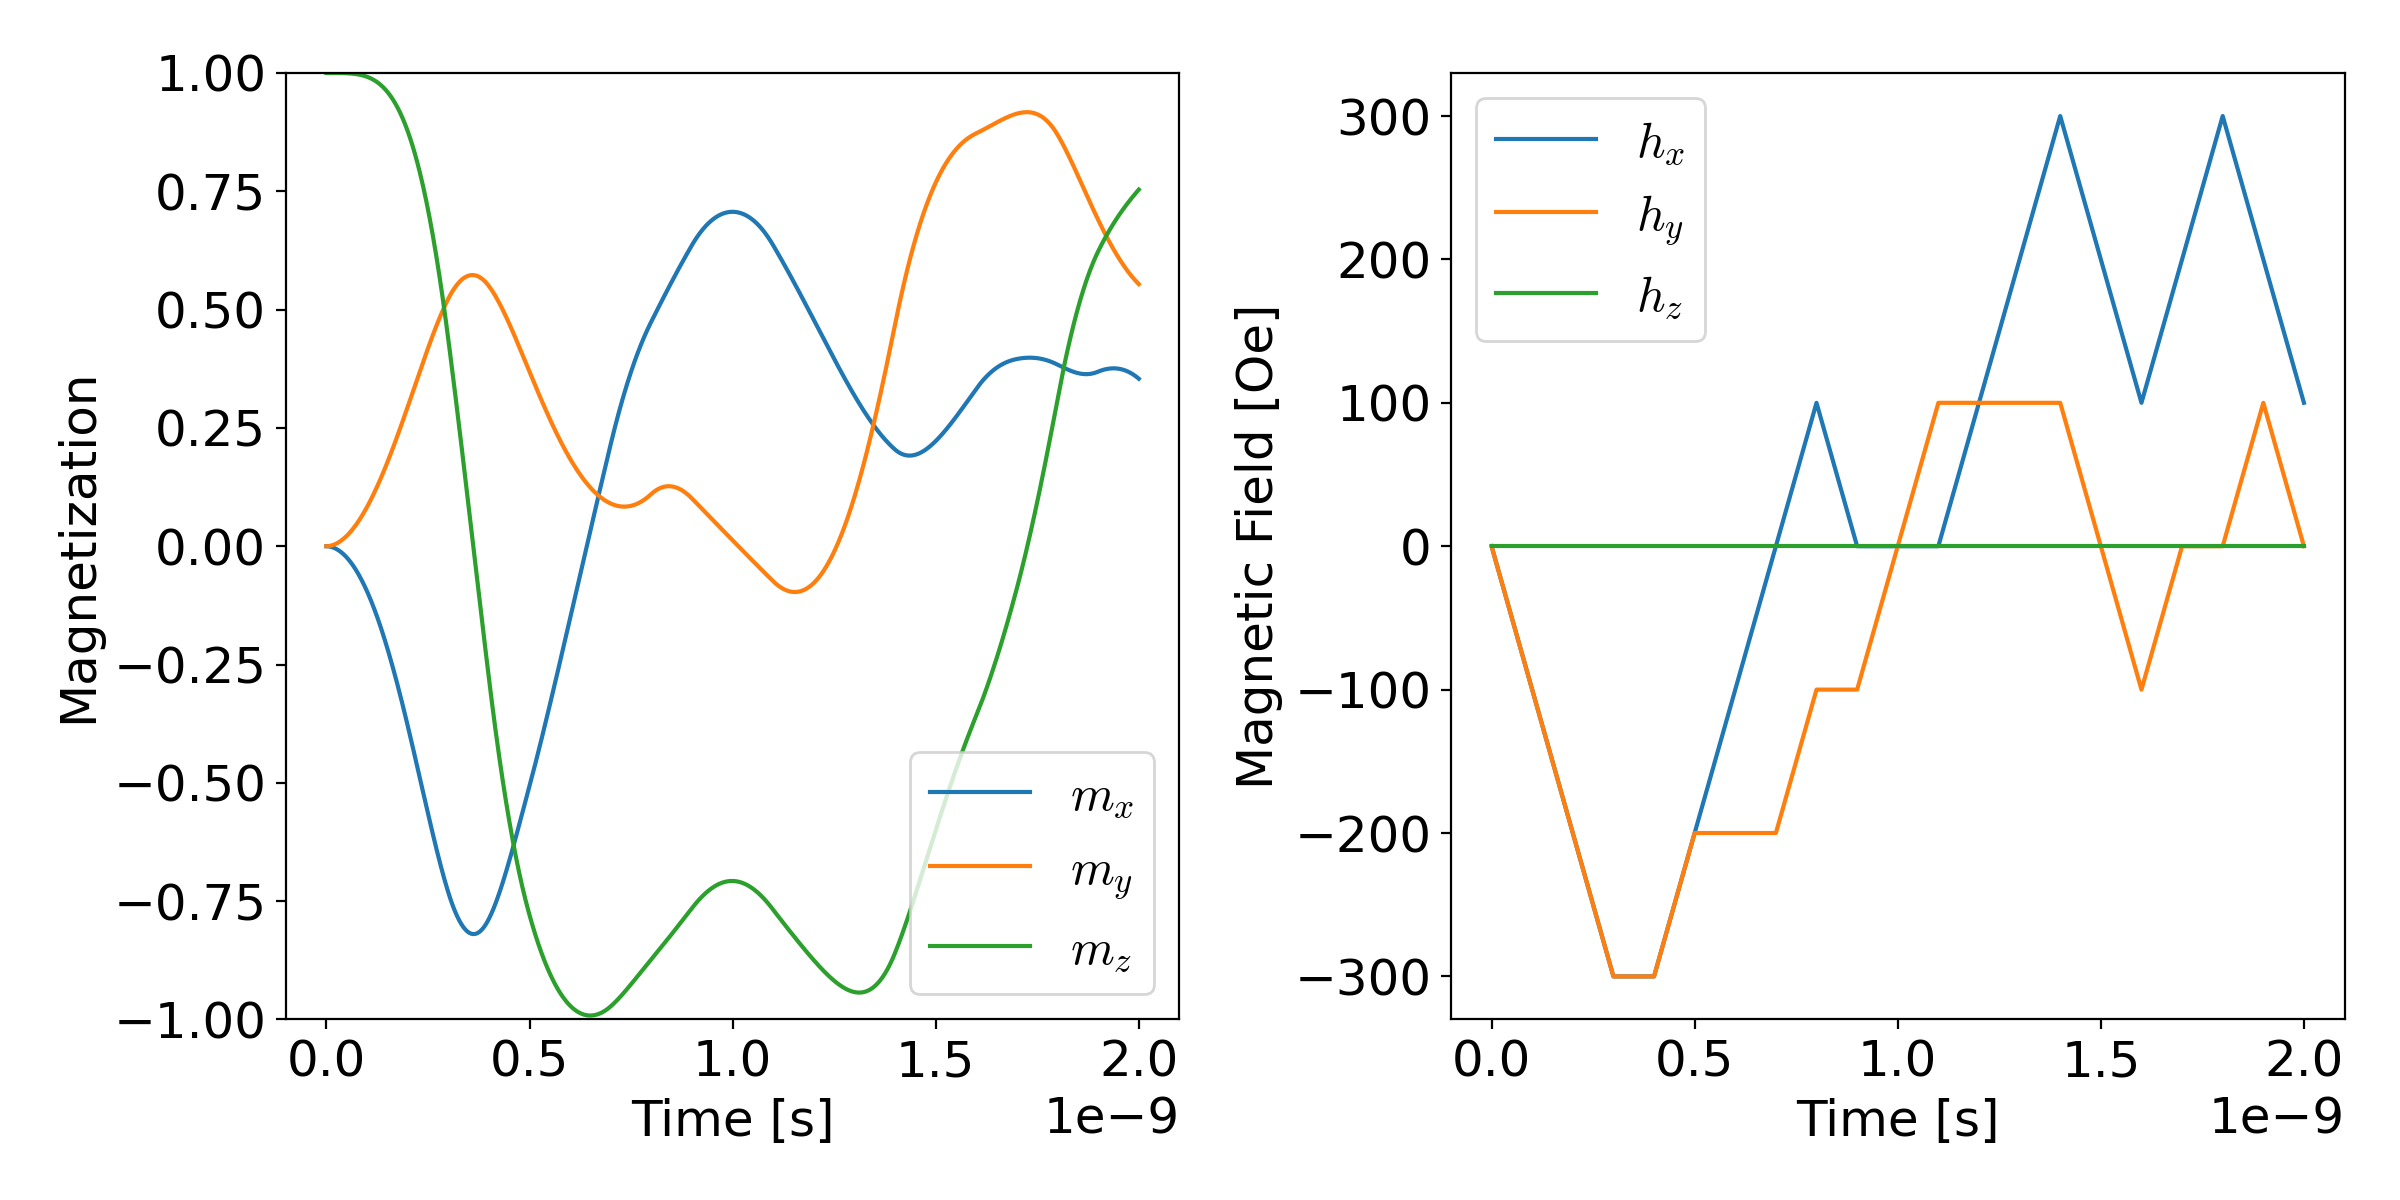 1.00
0.75
0.50
0.25
0.00
−0.25
−0.50
−0.75
−1.00
Magnetization
0.0 0.5 1.0 1.5 2.0
Time [s]
1e−9
m_x
m_y
m_z
300
200
100
0
−100
−200
−300
Magnetic Field [Oe]
h_x
h_y
h_z
0.0 0.5 1.0 1.5 2.0
Time [s]
1e−9